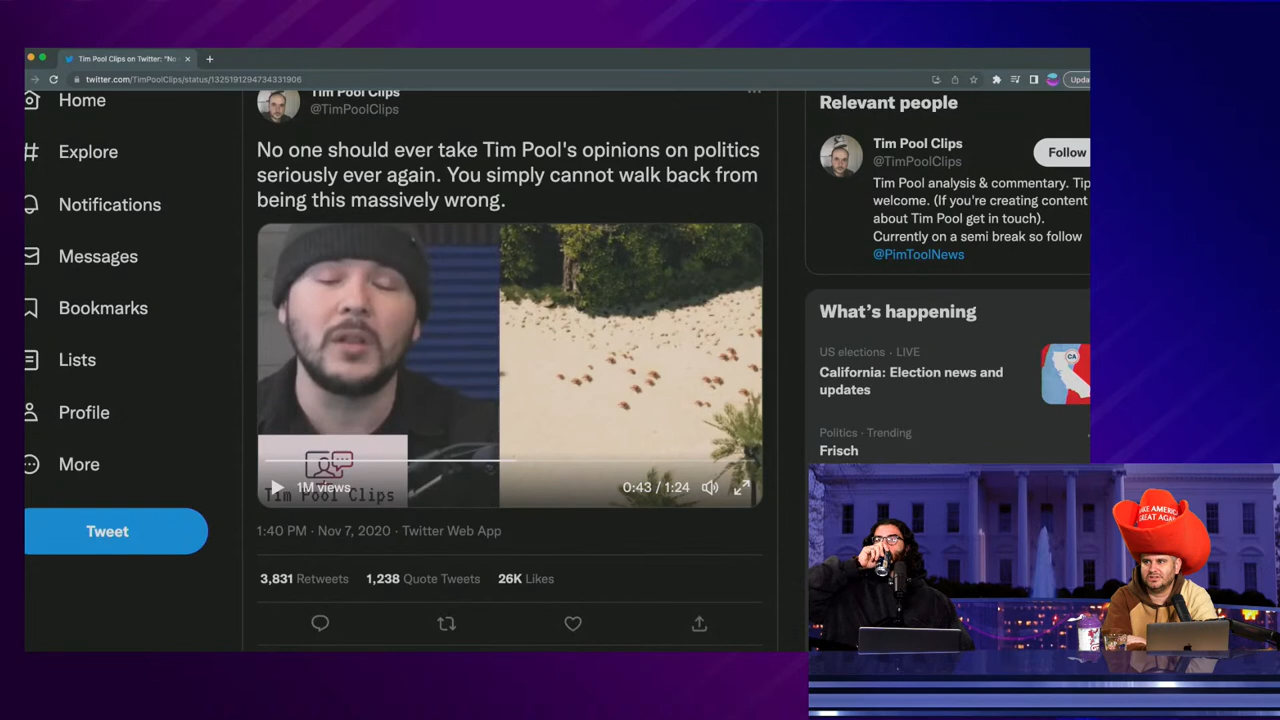 Tim Pool Clips on Twitter: "No
twitter.com/TimPoolClips/status/1325191294734331906
Upda
Home
Explore
Notifications
Messages
Bookmarks
Lists
Profile
More
Tweet
Tim Pool Clips
@TimPoolClips
No one should ever take Tim Pool's opinions on politics
seriously ever again. You simply cannot walk back from
being this massively wrong.
1M views
Tim Pool Clips
0:43 / 1:24
1:40 PM · Nov 7, 2020 · Twitter Web App
3,831 Retweets 1,238 Quote Tweets 26K Likes
Relevant people
Tim Pool Clips
@TimPoolClips
Follow
Tim Pool analysis & commentary. Tip
welcome. (If you're creating content
about Tim Pool get in touch).
Currently on a semi break so follow
@PimToolNews
What's happening
US elections · LIVE
California: Election news and
updates
CA
Politics · Trending
Frisch
MAKE AMERICA
GREAT AGAIN